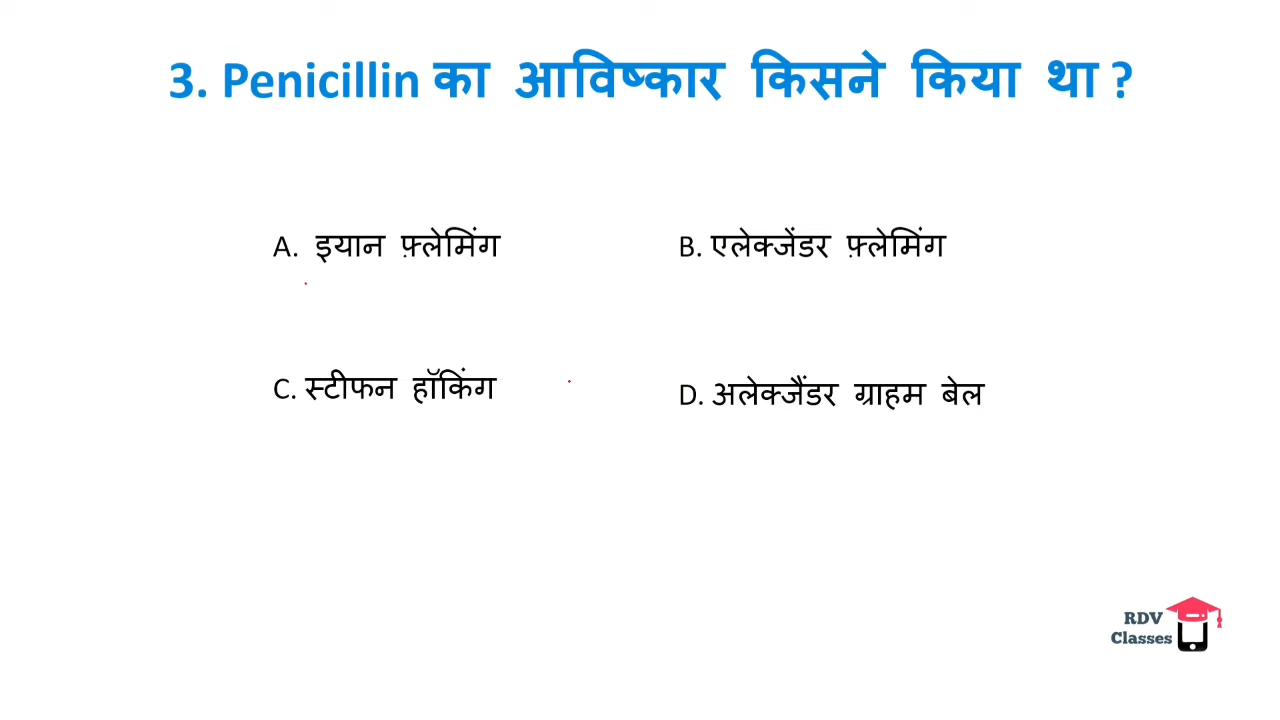 3. Penicillin का आविष्कार किसने किया था ?
A. इयान फ़्लेमिंग
B. एलेक्जेंडर फ़्लेमिंग
C. स्टीफन हॉकिंग
D. अलेक्जैंडर ग्राहम बेल
RDV
Classes